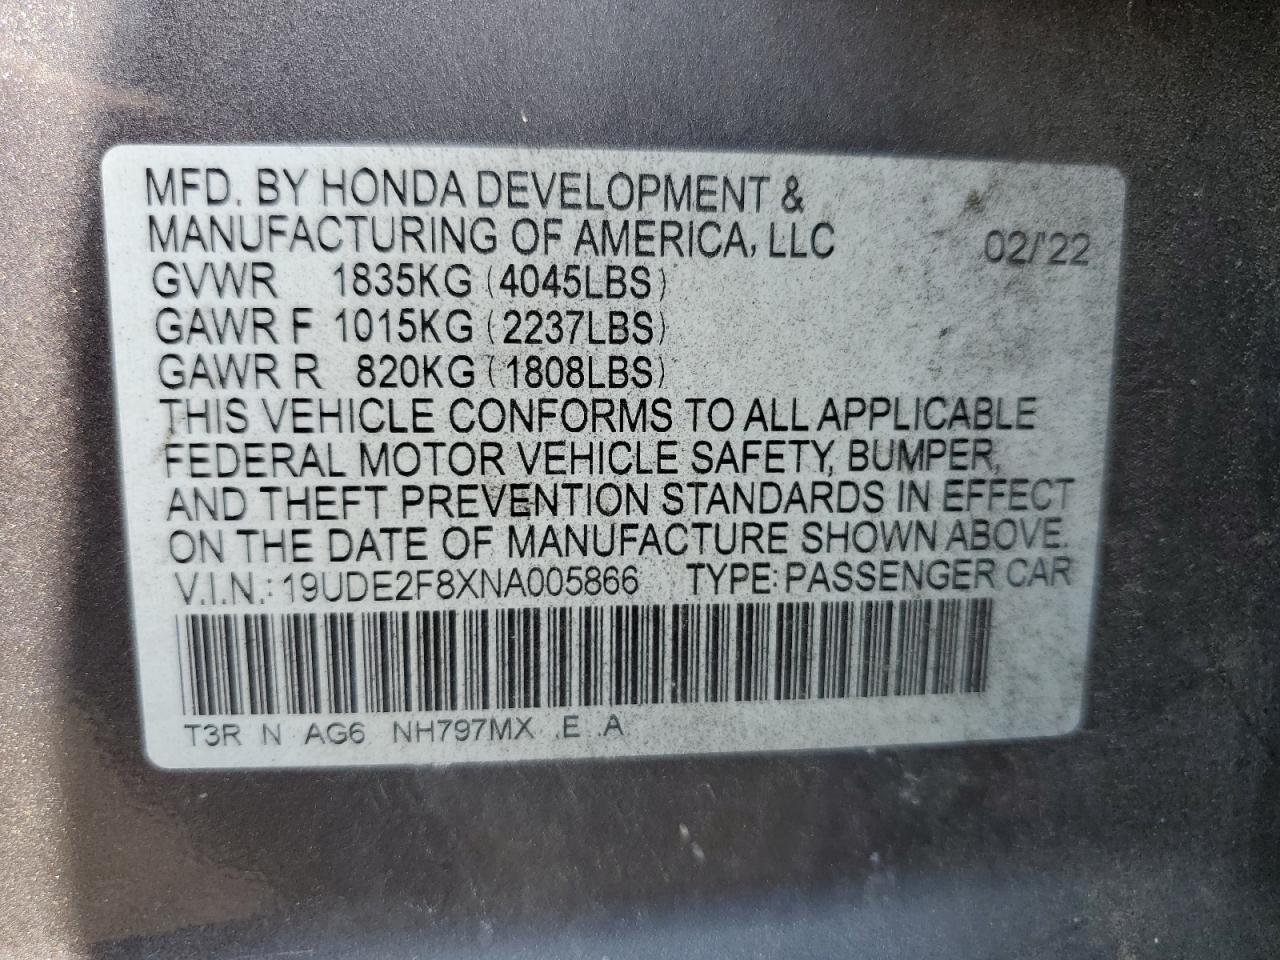 MFD. BY HONDA DEVELOPMENT &
MANUFACTURING OF AMERICA, LLC 02/'22
GVWR 1835KG (4045LBS)
GAWR F 1015KG (2237LBS)
GAWR R 820KG (1808LBS)
THIS VEHICLE CONFORMS TO ALL APPLICABLE
FEDERAL MOTOR VEHICLE SAFETY, BUMPER,
AND THEFT PREVENTION STANDARDS IN EFFECT
ON THE DATE OF MANUFACTURE SHOWN ABOVE.
V.I.N.: 19UDE2F8XNA005866 TYPE: PASSENGER CAR
T3R N AG6 NH797MX .E .A